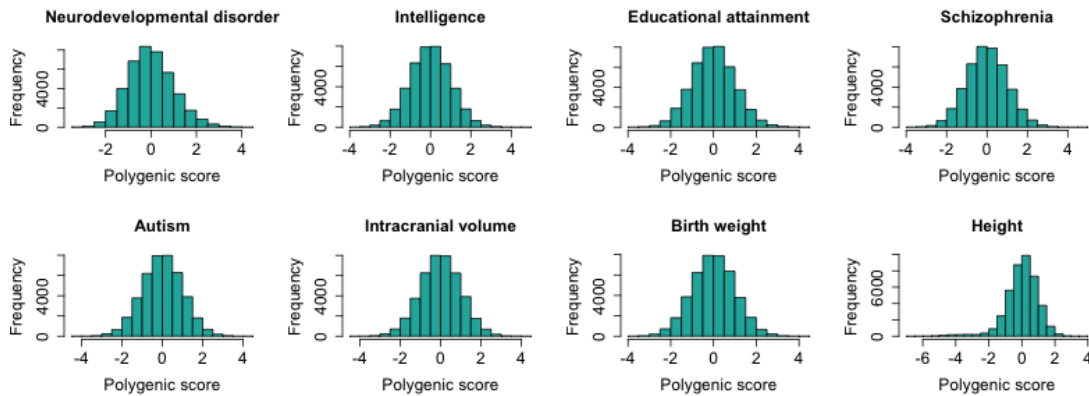 Neurodevelopmental disorder
Frequency
0 4000
-2 0 2 4
Polygenic score
Intelligence
Frequency
0 4000
-4 -2 0 2 4
Polygenic score
Educational attainment
Frequency
0 4000
-4 -2 0 2 4
Polygenic score
Schizophrenia
Frequency
0 4000
-4 -2 0 2 4
Polygenic score
Autism
Frequency
0 4000
-4 -2 0 2 4
Polygenic score
Intracranial volume
Frequency
0 4000
-4 -2 0 2 4
Polygenic score
Birth weight
Frequency
0 4000
-4 -2 0 2 4
Polygenic score
Height
Frequency
0 6000
-6 -4 -2 0 2 4
Polygenic score